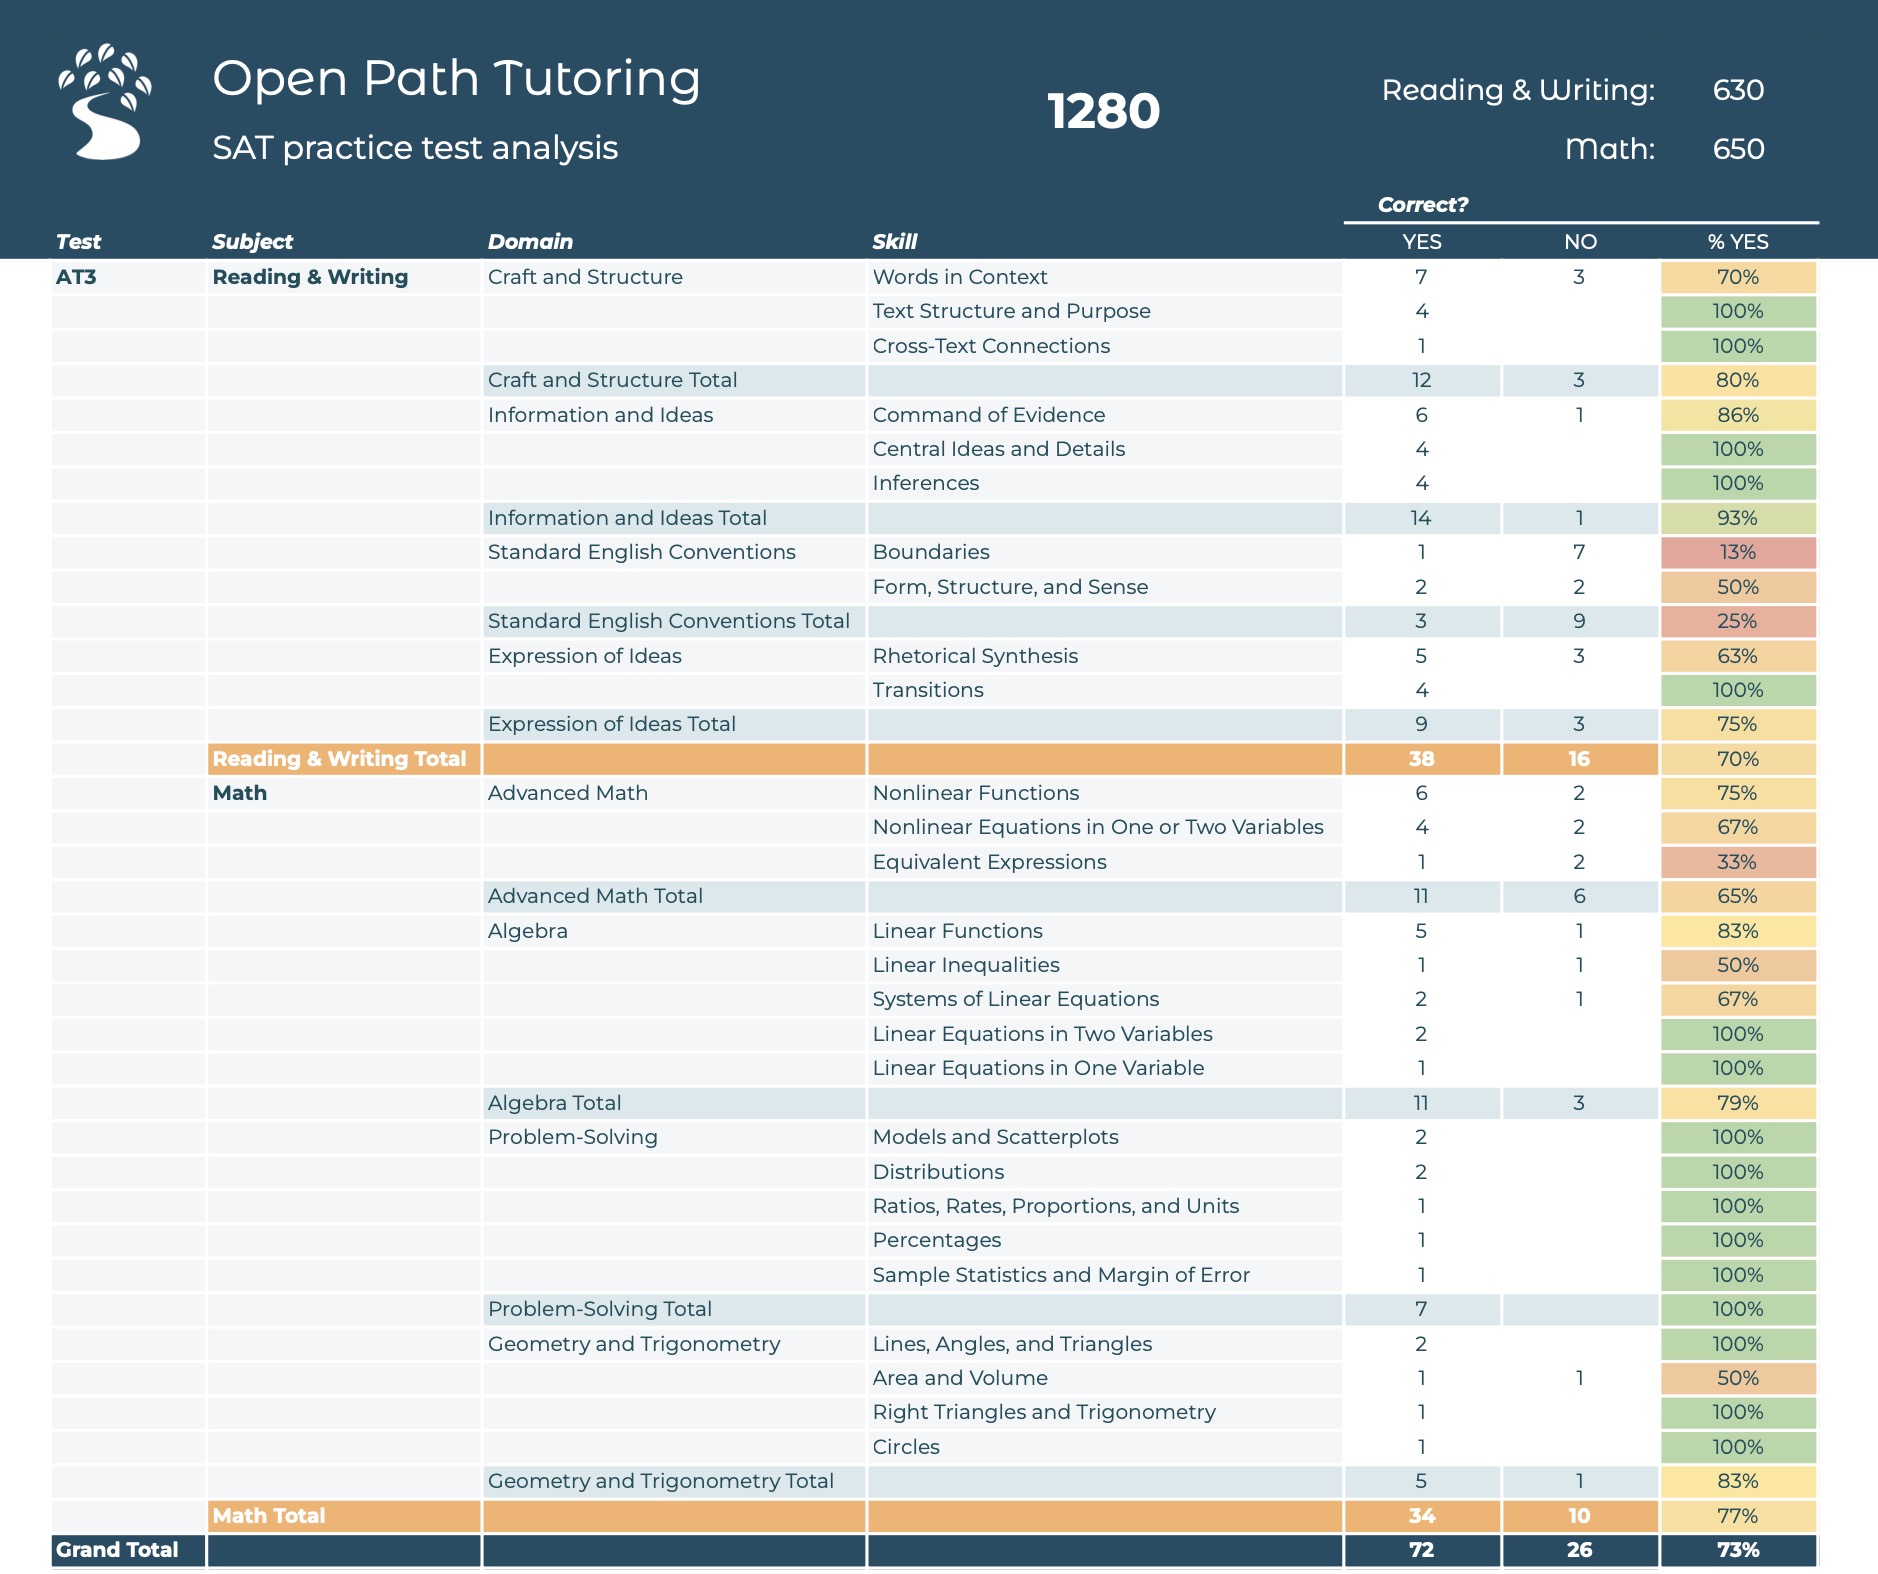 Open Path Tutoring
SAT practice test analysis
1280
Reading & Writing: 630
Math: 650
Correct?
Test Subject Domain Skill YES NO % YES
AT3 Reading & Writing Craft and Structure Words in Context 7 3 70%
Text Structure and Purpose 4 100%
Cross-Text Connections 1 100%
Craft and Structure Total 12 3 80%
Information and Ideas Command of Evidence 6 1 86%
Central Ideas and Details 4 100%
Inferences 4 100%
Information and Ideas Total 14 1 93%
Standard English Conventions Boundaries 1 7 13%
Form, Structure, and Sense 2 2 50%
Standard English Conventions Total 3 9 25%
Expression of Ideas Rhetorical Synthesis 5 3 63%
Transitions 4 100%
Expression of Ideas Total 9 3 75%
Reading & Writing Total 38 16 70%
Math Advanced Math Nonlinear Functions 6 2 75%
Nonlinear Equations in One or Two Variables 4 2 67%
Equivalent Expressions 1 2 33%
Advanced Math Total 11 6 65%
Algebra Linear Functions 5 1 83%
Linear Inequalities 1 1 50%
Systems of Linear Equations 2 1 67%
Linear Equations in Two Variables 2 100%
Linear Equations in One Variable 1 100%
Algebra Total 11 3 79%
Problem-Solving Models and Scatterplots 2 100%
Distributions 2 100%
Ratios, Rates, Proportions, and Units 1 100%
Percentages 1 100%
Sample Statistics and Margin of Error 1 100%
Problem-Solving Total 7 100%
Geometry and Trigonometry Lines, Angles, and Triangles 2 100%
Area and Volume 1 1 50%
Right Triangles and Trigonometry 1 100%
Circles 1 100%
Geometry and Trigonometry Total 5 1 83%
Math Total 34 10 77%
Grand Total 72 26 73%